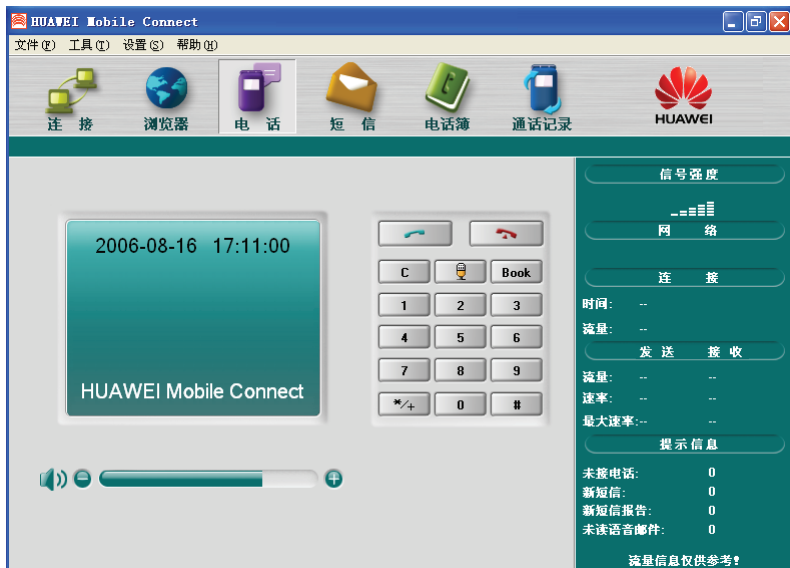 HUAWEI Mobile Connect
文件(F) 工具(T) 设置(S) 帮助(H)
连 接 浏览器 电 话 短 信 电话簿 通话记录
HUAWEI
2006-08-16 17:11:00
HUAWEI Mobile Connect
C Book
1 2 3
4 5 6
7 8 9
*/+ 0 #
信号强度
网 络
连 接
时间: --
流量: --
发 送 接 收
流量: -- --
速率: -- --
最大速率:-- --
提示信息
未接电话: 0
新短信: 0
新短信报告: 0
未读语音邮件: 0
流量信息仅供参考!